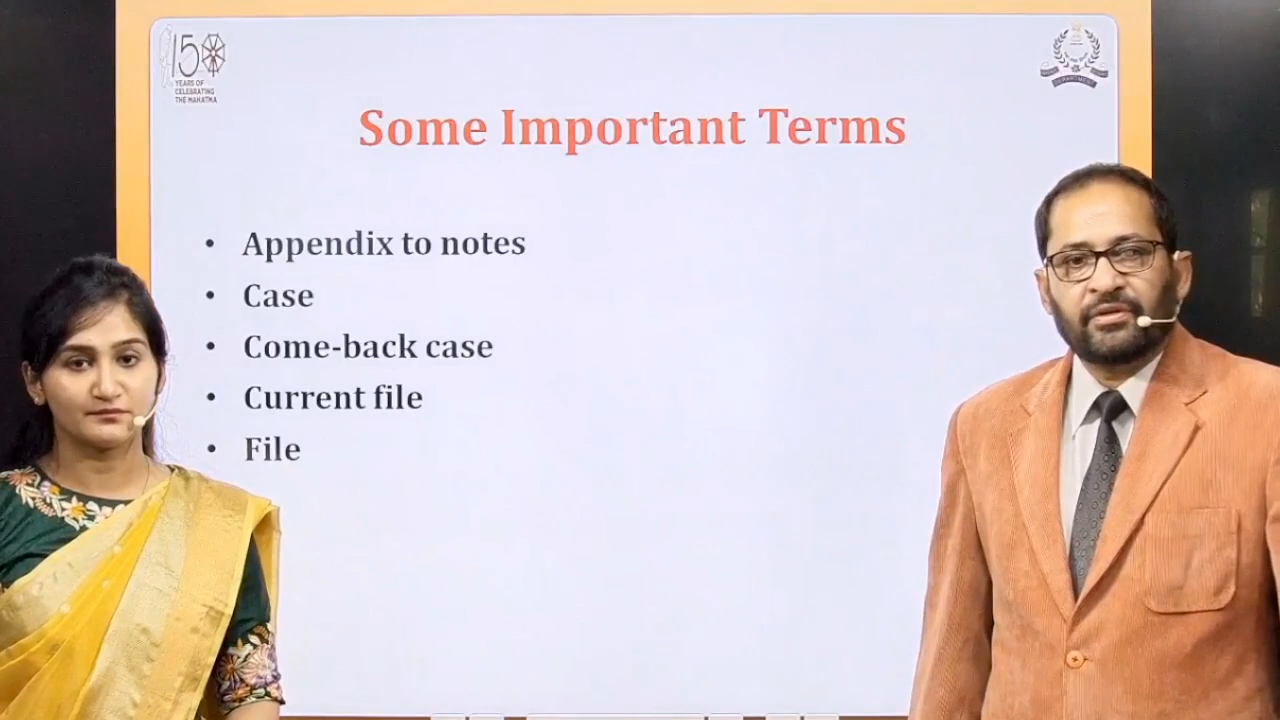 150
YEARS OF
CELEBRATING
THE MAHATMA
Some Important Terms
• Appendix to notes
• Case
• Come-back case
• Current file
• File
DEPARTMENT